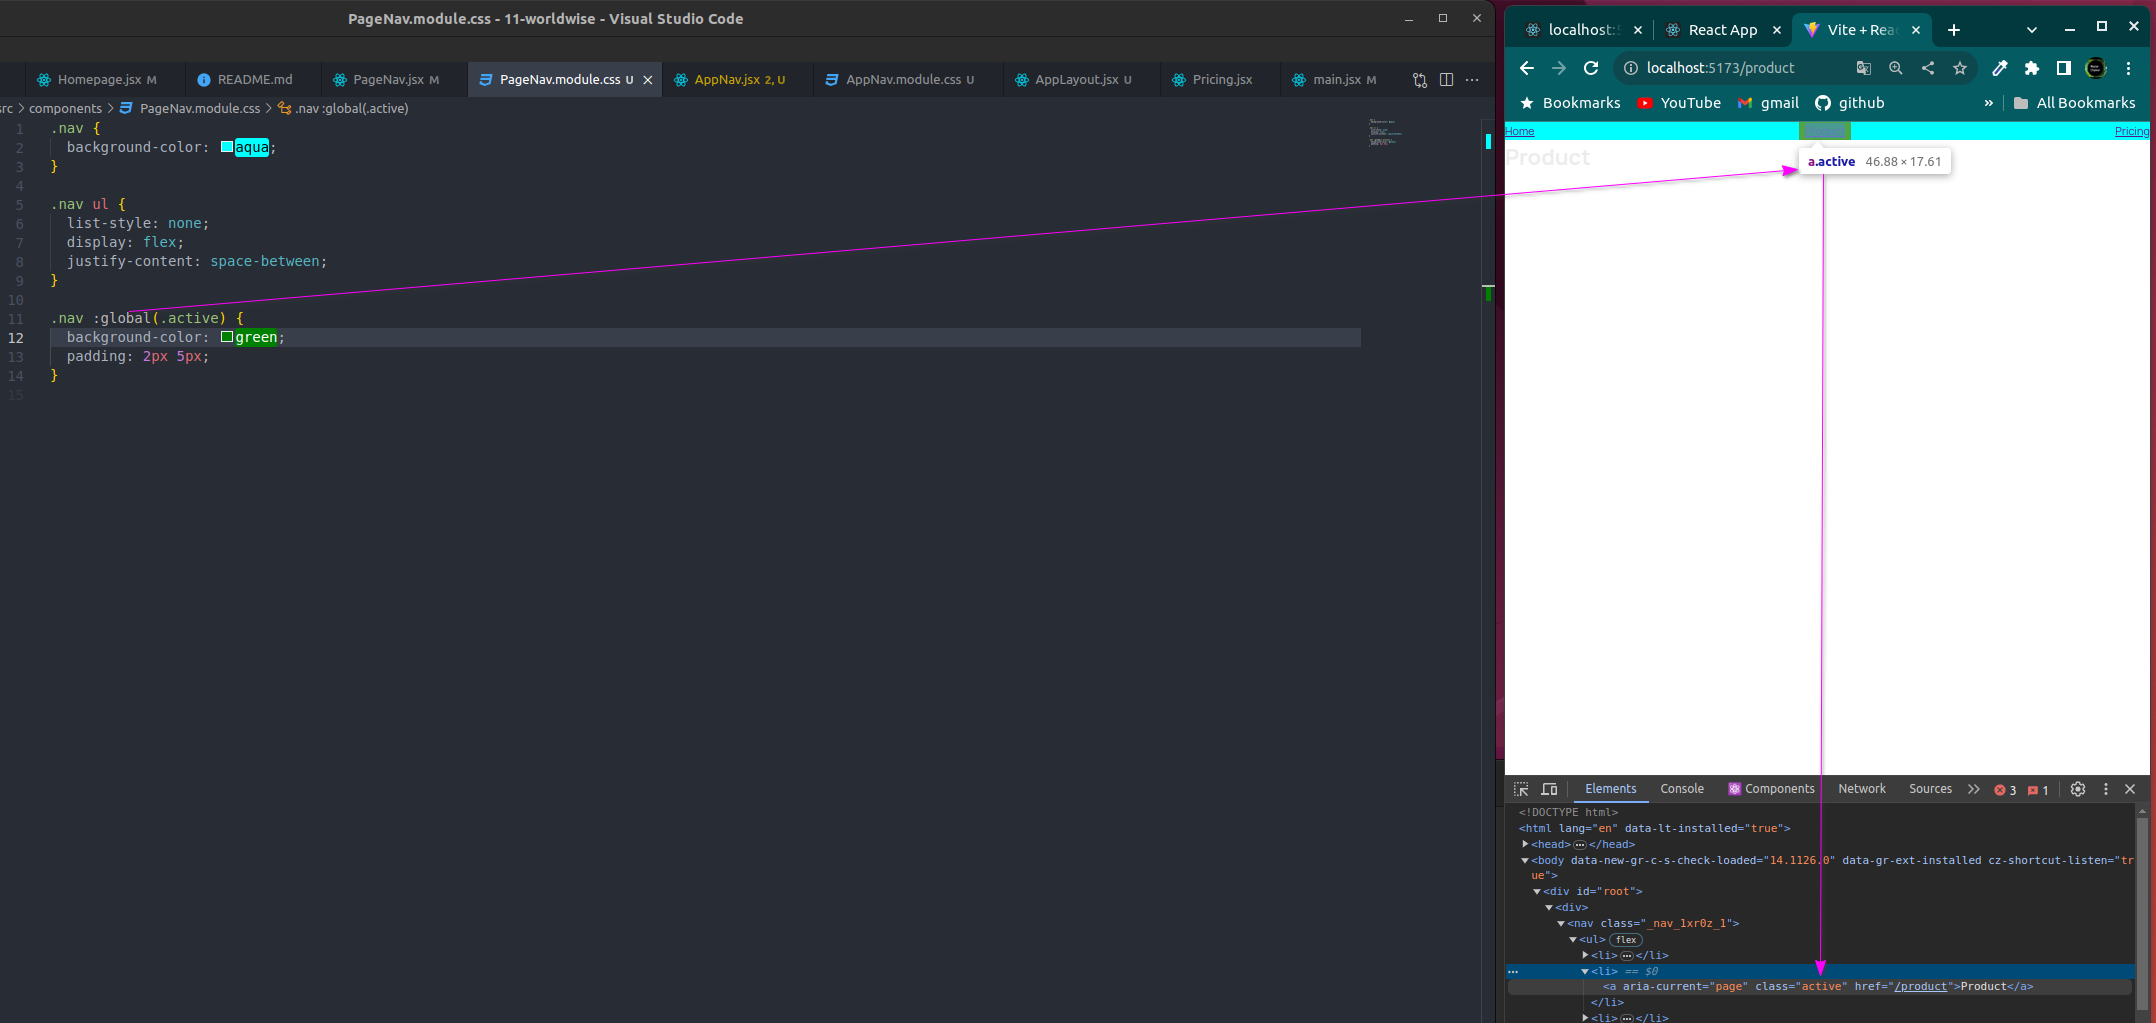 PageNav.module.css - 11-worldwise - Visual Studio Code
Homepage.jsx M
README.md
PageNav.jsx M
PageNav.module.css U
AppNav.jsx 2, U
AppNav.module.css U
AppLayout.jsx U
Pricing.jsx
main.jsx M
src > components > PageNav.module.css > .nav :global(.active)
1 .nav {
2 background-color: aqua;
3 }
4
5 .nav ul {
6 list-style: none;
7 display: flex;
8 justify-content: space-between;
9 }
10
11 .nav :global(.active) {
12 background-color: green;
13 padding: 2px 5px;
14 }
15
React App
Vite + Rea
localhost:5173/product
Bookmarks YouTube gmail github » All Bookmarks
Home Pricing
Product
a.active 46.88 × 17.61
Elements Console Components Network Sources 3 1
<!DOCTYPE html>
<html lang="en" data-lt-installed="true">
<head>…</head>
<body data-new-gr-c-s-check-loaded="14.1126.0" data-gr-ext-installed cz-shortcut-listen="tr
ue">
<div id="root">
<div>
<nav class="_nav_1xr0z_1">
<ul> flex
<li>…</li>
<li> == $0
<a aria-current="page" class="active" href="/product">Product</a>
</li>
<li>…</li>